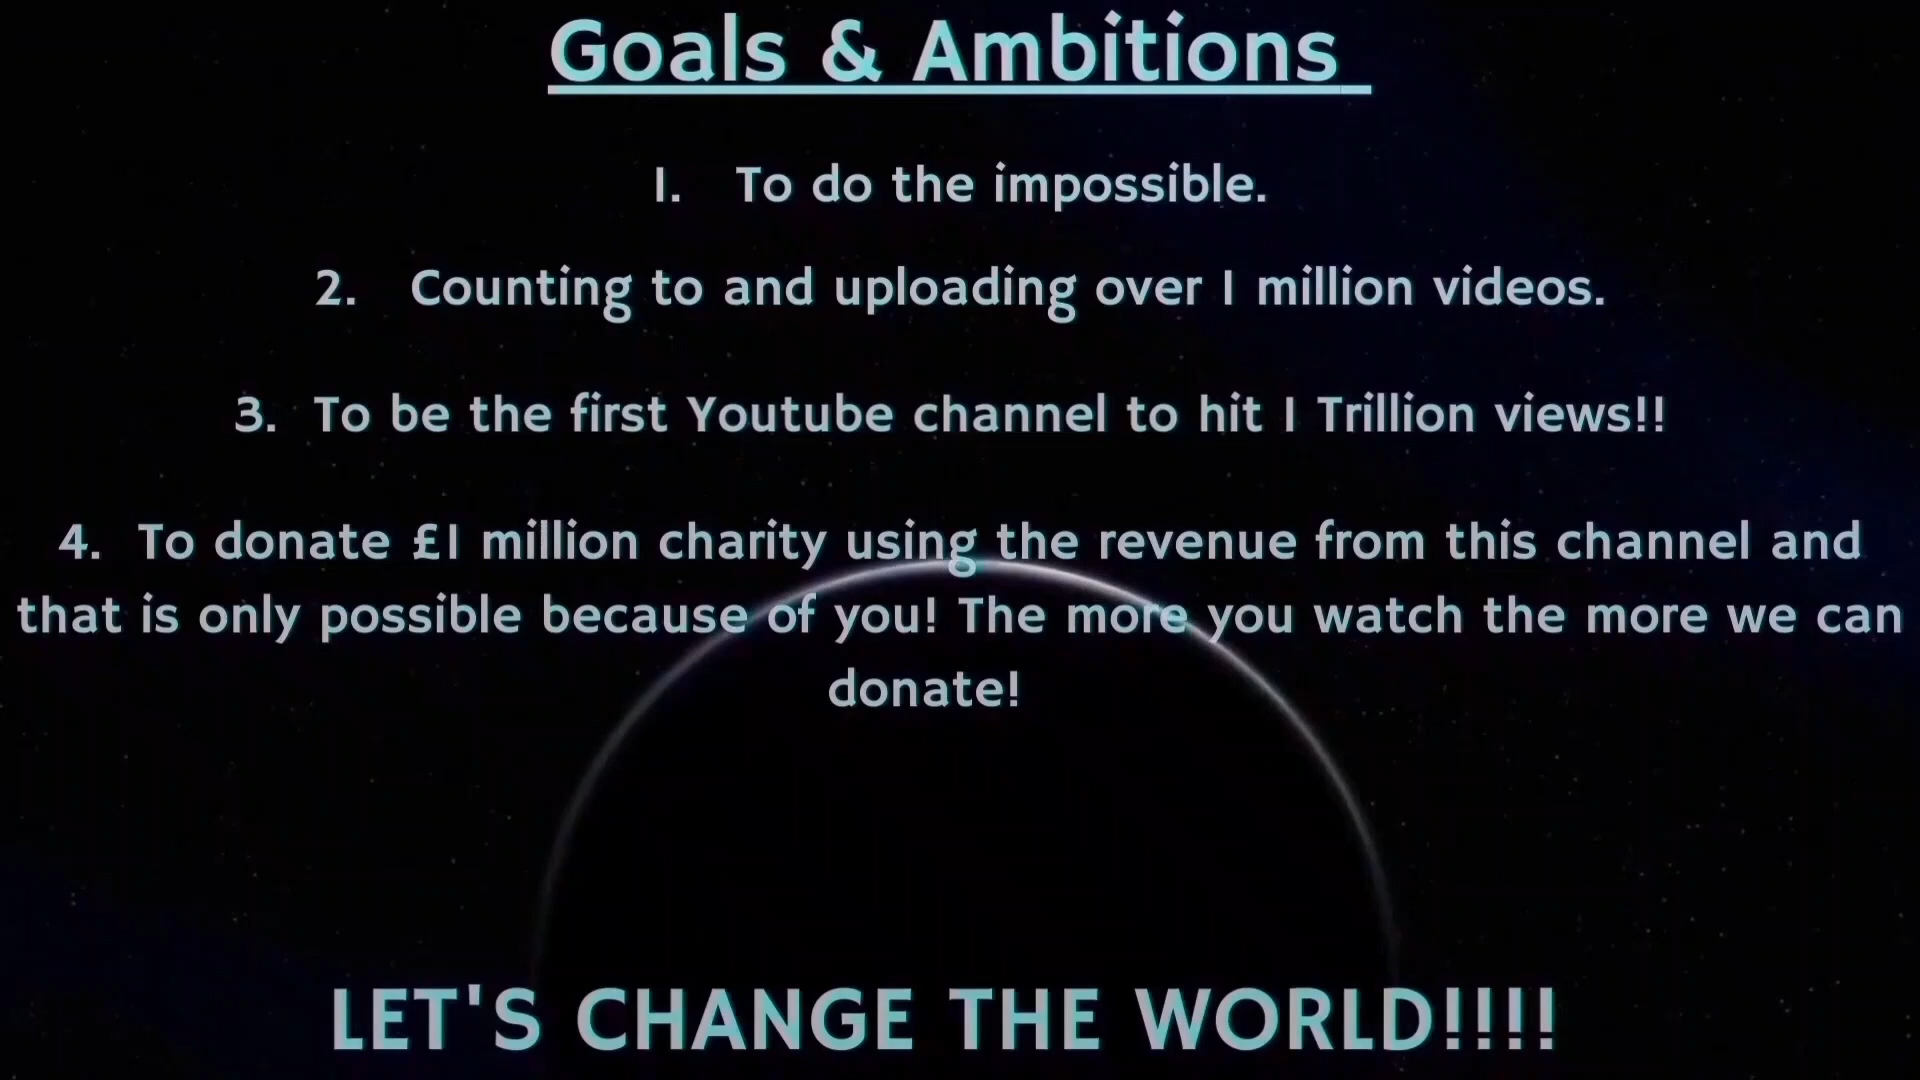 Goals & Ambitions
1. To do the impossible.
2. Counting to and uploading over 1 million videos.
3. To be the first Youtube channel to hit 1 Trillion views!!
4. To donate £1 million charity using the revenue from this channel and
that is only possible because of you! The more you watch the more we can
donate!
LET'S CHANGE THE WORLD!!!!